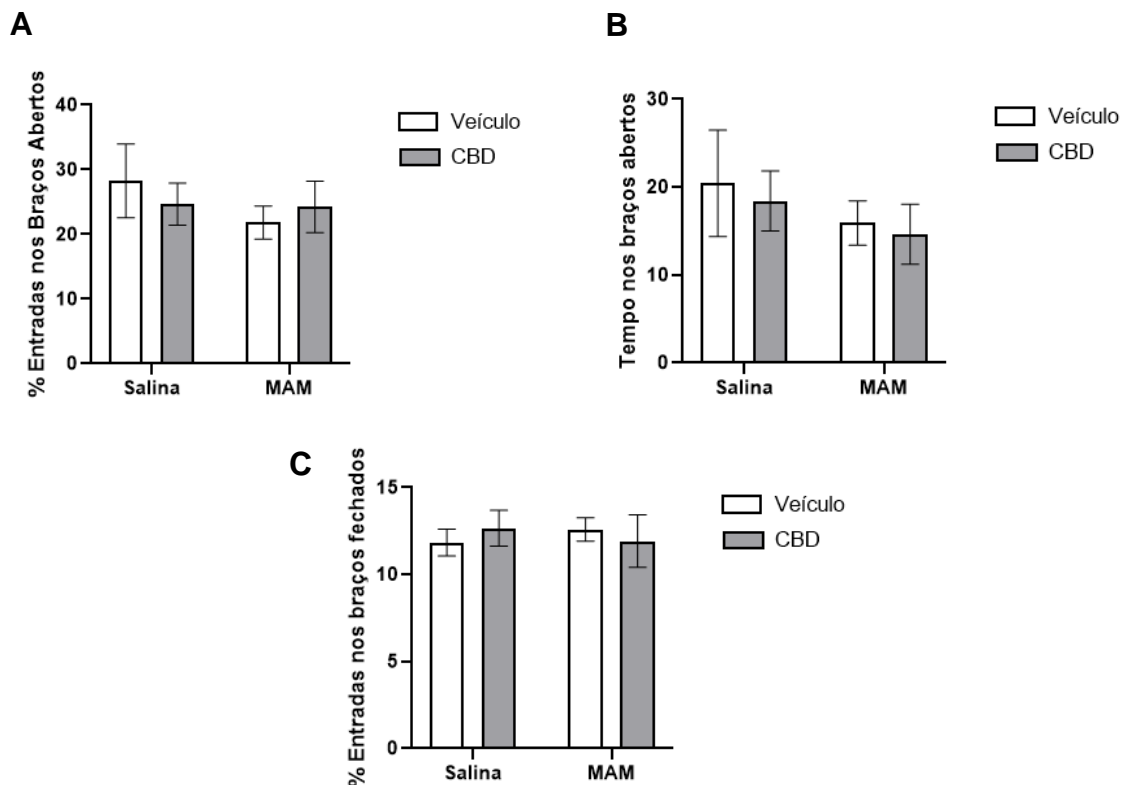 A
% Entradas nos Braços Abertos
40
30
20
10
0
Salina
MAM
Veículo
CBD
B
Tempo nos braços abertos
30
20
10
0
Salina
MAM
Veículo
CBD
C
% Entradas nos braços fechados
15
10
5
0
Salina
MAM
Veículo
CBD